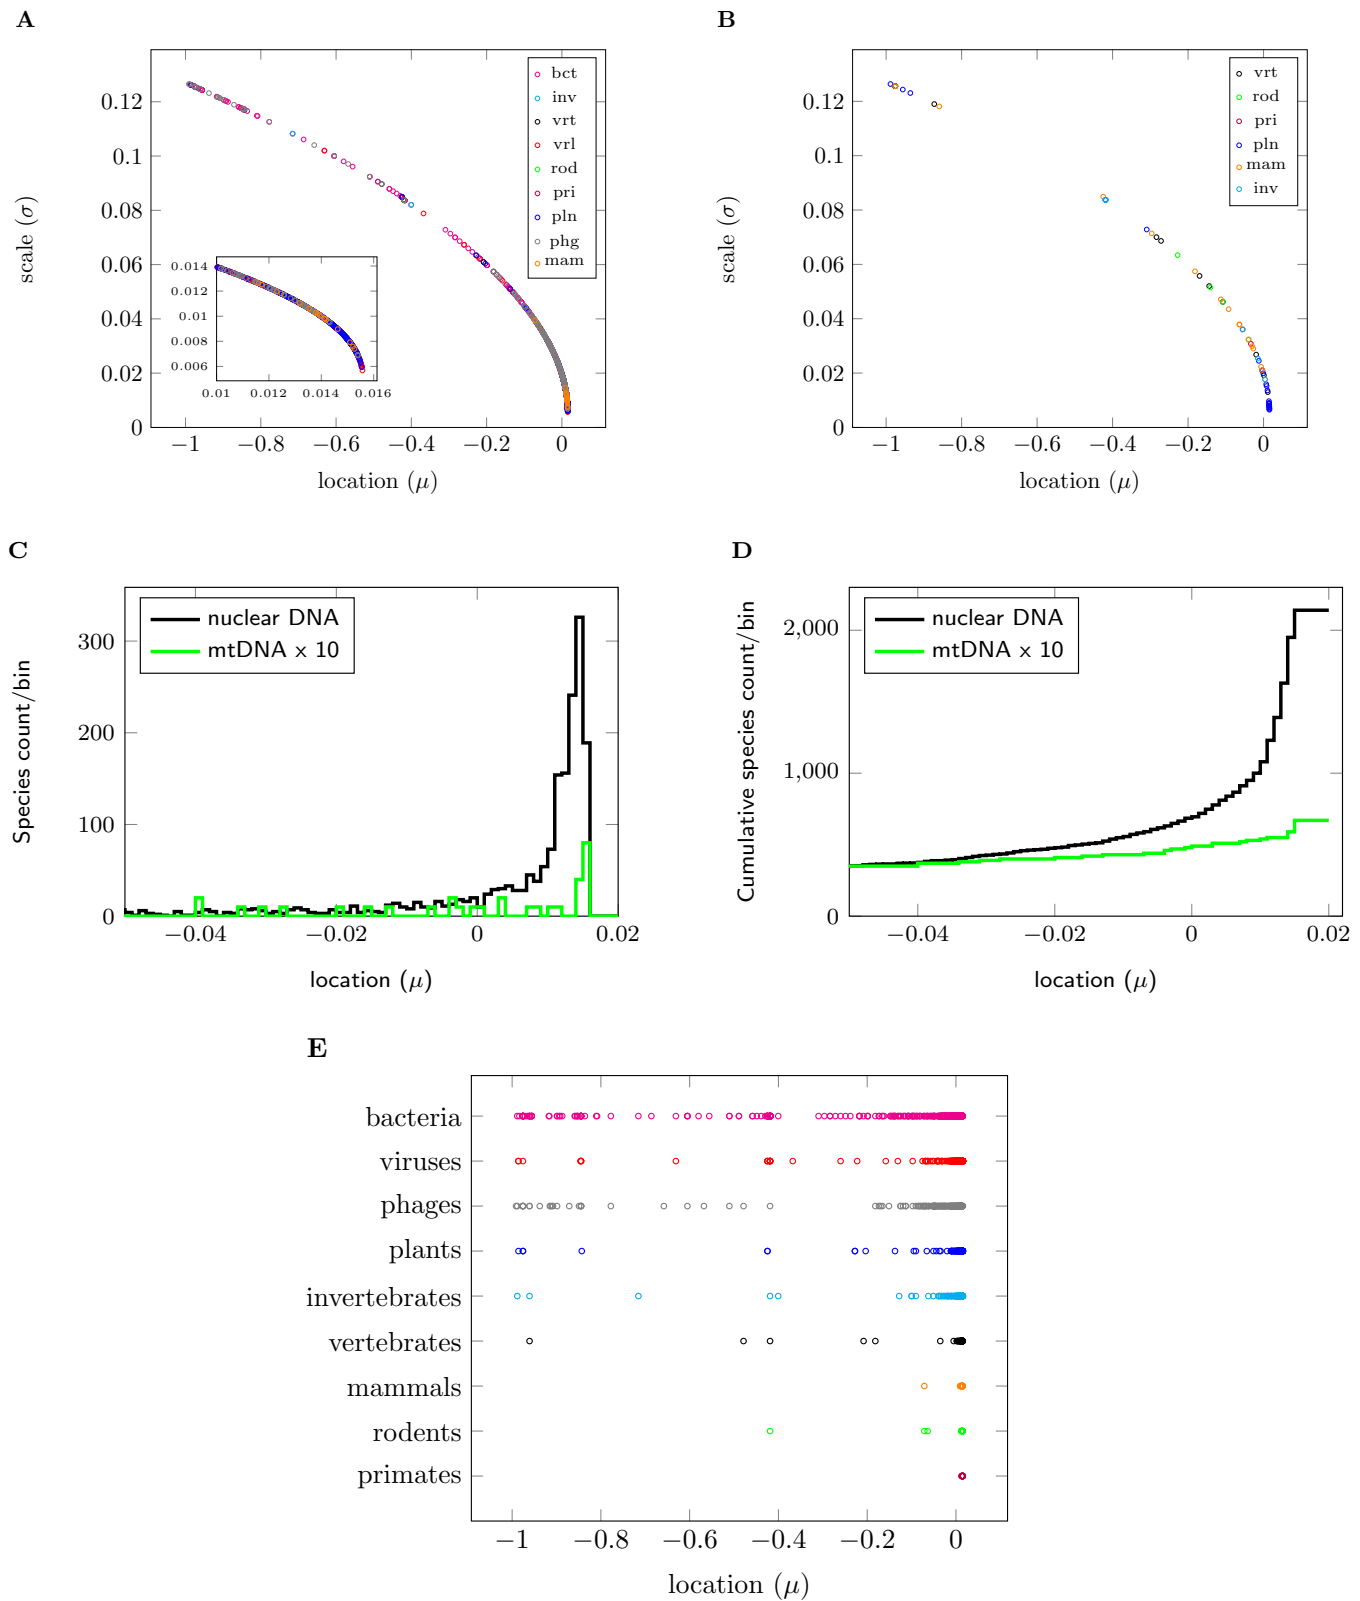 A
0.12
0.1
0.08
0.06
0.04
0.02
0
scale (σ)
−1 −0.8 −0.6 −0.4 −0.2 0
location (μ)
bct
inv
vrt
vrl
rod
pri
pln
phg
mam
0.014
0.012
0.010
0.008
0.006
0.01 0.012 0.014 0.016
B
0.12
0.1
0.08
0.06
0.04
0.02
0
scale (σ)
−1 −0.8 −0.6 −0.4 −0.2 0
location (μ)
vrt
rod
pri
pln
mam
inv
C
nuclear DNA
mtDNA x 10
300
200
100
0
Species count/bin
−0.04 −0.02 0 0.02
location (μ)
D
nuclear DNA
mtDNA x 10
2,000
1,000
0
Cumulative species count/bin
−0.04 −0.02 0 0.02
location (μ)
E
bacteria
viruses
phages
plants
invertebrates
vertebrates
mammals
rodents
primates
−1 −0.8 −0.6 −0.4 −0.2 0
location (μ)